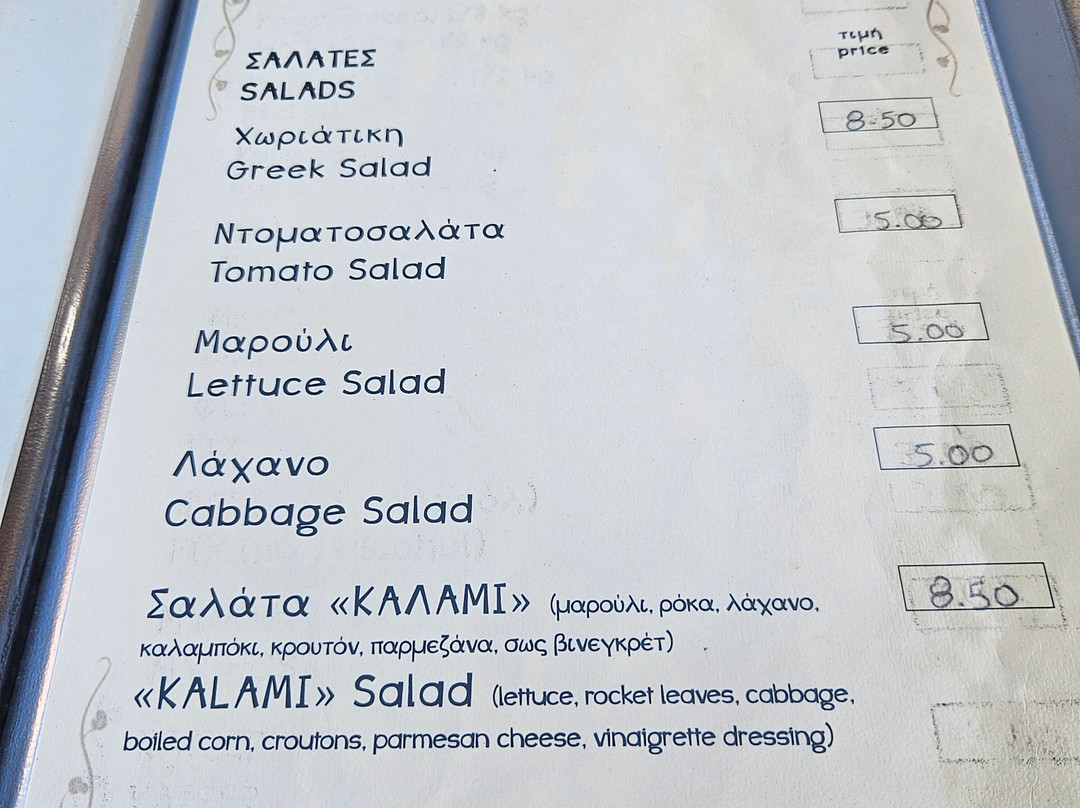 ΣΑΛΑΤΕΣ
SALADS
τιμή
price
Χωριάτικη
Greek Salad
8.50
Ντοματοσαλάτα
Tomato Salad
5.00
Μαρούλι
Lettuce Salad
5.00
Λάχανο
Cabbage Salad
5.00
Σαλάτα «ΚΑΛΑΜΙ» (μαρούλι, ρόκα, λάχανο,
καλαμπόκι, κρουτόν, παρμεζάνα, σως βινεγκρέτ)
8.50
«KALAMI» Salad (lettuce, rocket leaves, cabbage,
boiled corn, croutons, parmesan cheese, vinaigrette dressing)